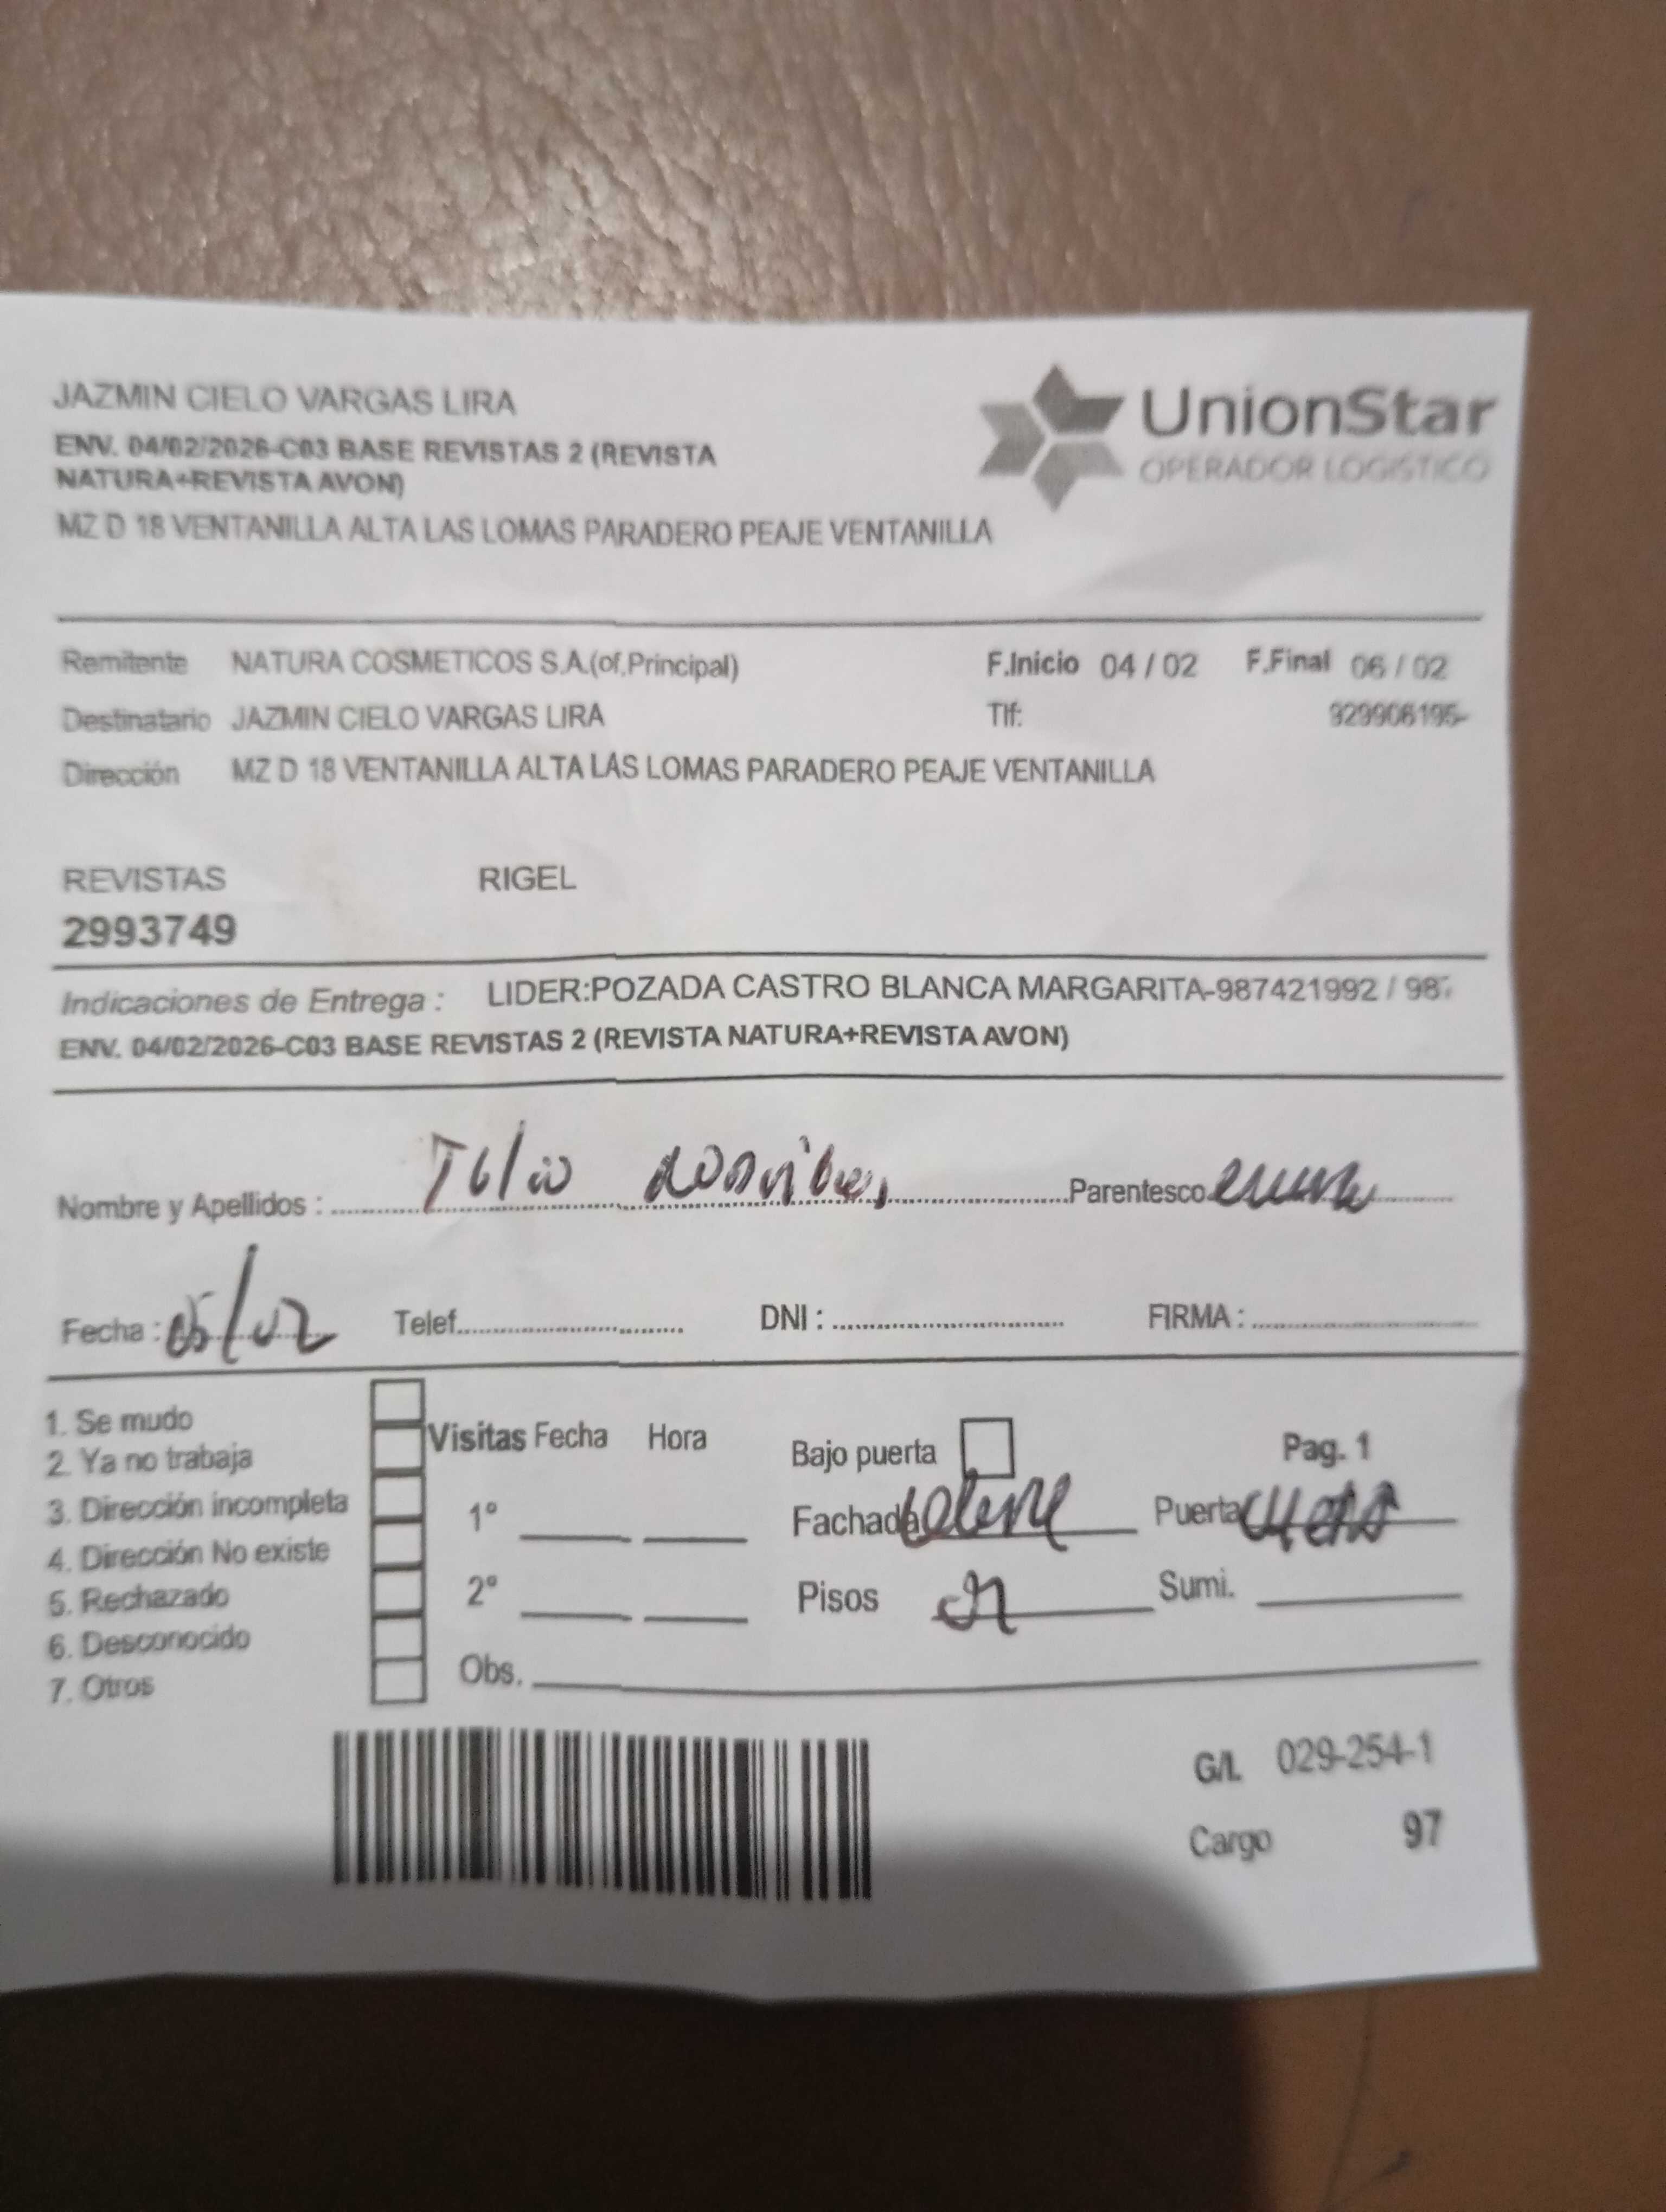 JAZMIN CIELO VARGAS LIRA
ENV. 04/02/2026-C03 BASE REVISTAS 2 (REVISTA
NATURA+REVISTA AVON)
MZ D 18 VENTANILLA ALTA LAS LOMAS PARADERO PEAJE VENTANILLA
UnionStar
OPERADOR LOGISTICO
Remitente NATURA COSMETICOS S.A.(of.Principal) F.Inicio 04 / 02 F.Final 06 / 02
Destinatario JAZMIN CIELO VARGAS LIRA Tlf: 929906195-
Dirección MZ D 18 VENTANILLA ALTA LAS LOMAS PARADERO PEAJE VENTANILLA
REVISTAS RIGEL
2993749
Indicaciones de Entrega : LIDER:POZADA CASTRO BLANCA MARGARITA-987421992 / 98
ENV. 04/02/2026-C03 BASE REVISTAS 2 (REVISTA NATURA+REVISTA AVON)
Nombre y Apellidos : Parentesco
Fecha : 05/02 Telef. DNI : FIRMA :
1. Se mudo
2. Ya no trabaja
3. Dirección incompleta
4. Dirección No existe
5. Rechazado
6. Desconocido
7. Otros
Visitas Fecha Hora
1º
2º
Obs.
Bajo puerta Pag. 1
Fachada Puerta
Pisos Sumi.
G/L 029-254-1
Cargo 97